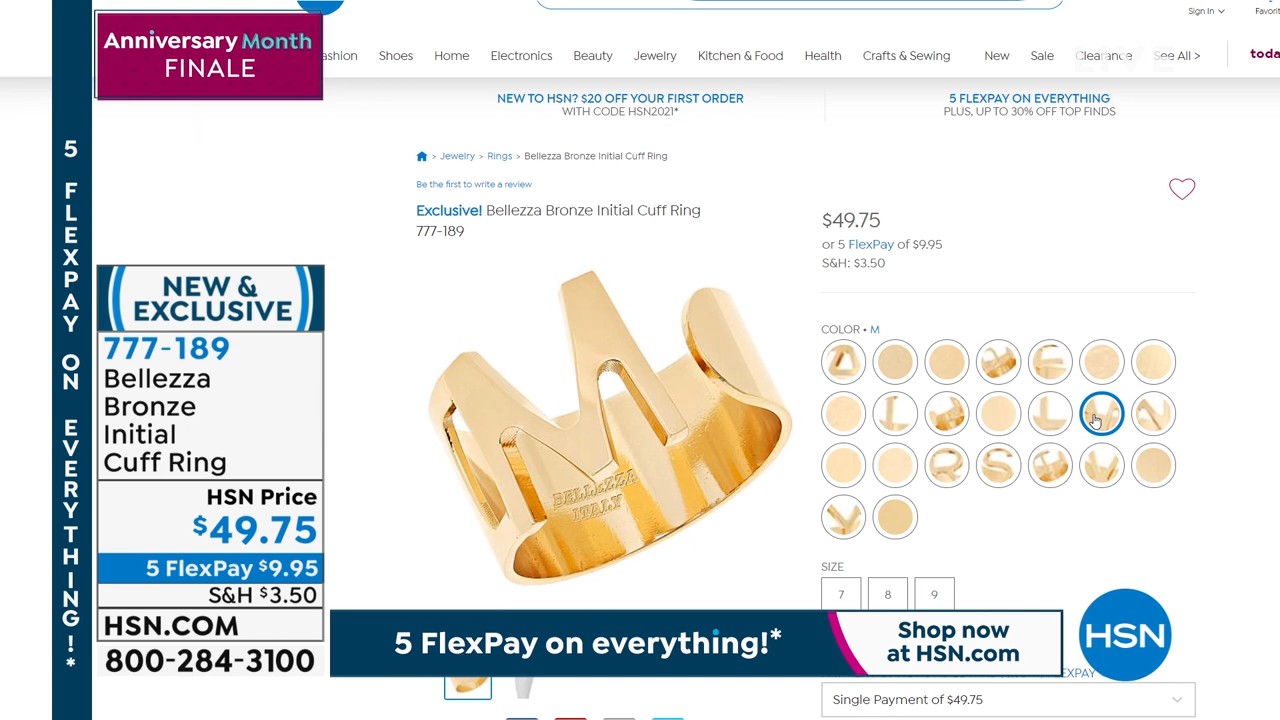 Anniversary Month
FINALE
Sign In
Favorit
Fashion Shoes Home Electronics Beauty Jewelry Kitchen & Food Health Crafts & Sewing New Sale Clearance See All >
toda
LIVE
NEW TO HSN? $20 OFF YOUR FIRST ORDER
WITH CODE HSN2021*
5 FLEXPAY ON EVERYTHING
PLUS, UP TO 30% OFF TOP FINDS
5 FLEXPAY ON EVERYTHING!*
> Jewelry > Rings > Bellezza Bronze Initial Cuff Ring
Be the first to write a review
Exclusive! Bellezza Bronze Initial Cuff Ring
777-189
BELLEZZA
ITALY
$49.75
or 5 FlexPay of $9.95
S&H: $3.50
COLOR • M
SIZE
7 8 9
NEW &
EXCLUSIVE
777-189
Bellezza
Bronze
Initial
Cuff Ring
HSN Price
$49.75
5 FlexPay $9.95
S&H $3.50
HSN.COM
800-284-3100
5 FlexPay on everything!*
Shop now
at HSN.com
HSN
EXPAY
Single Payment of $49.75